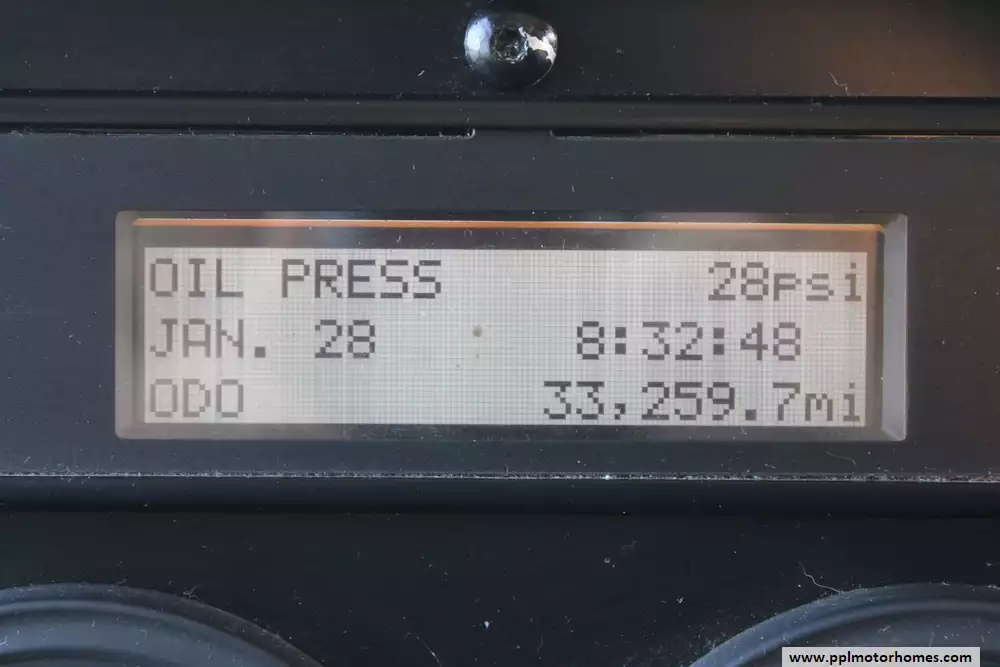 OIL PRESS 28psi
JAN. 28 8:32:48
ODO 33,259.7mi
www.pplmotorhomes.com